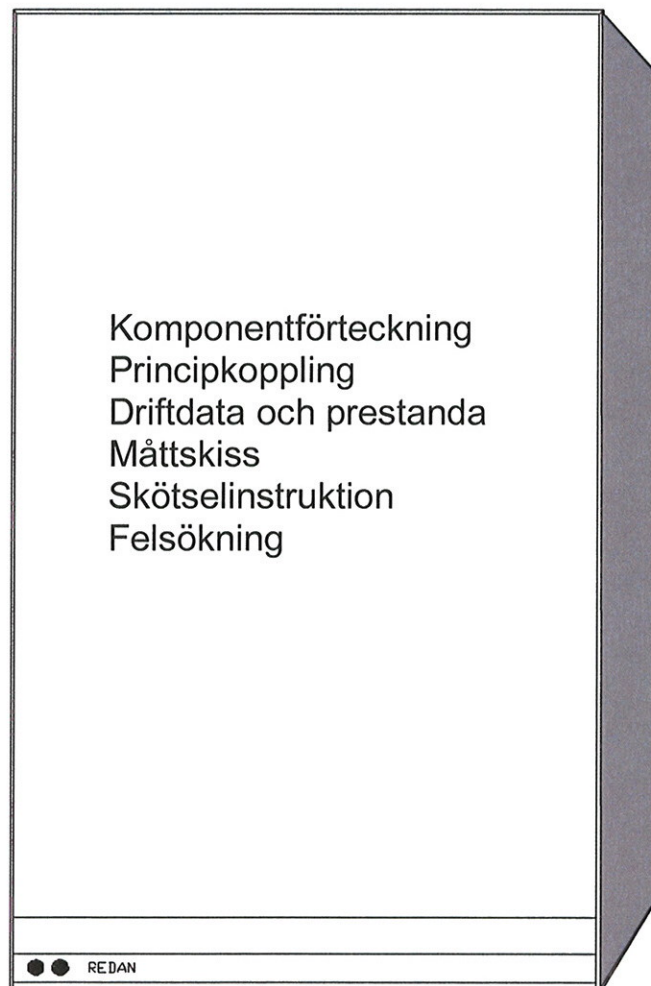 Komponentförteckning
Principkoppling
Driftdata och prestanda
Måttskiss
Skötselinstruktion
Felsökning
REDAN